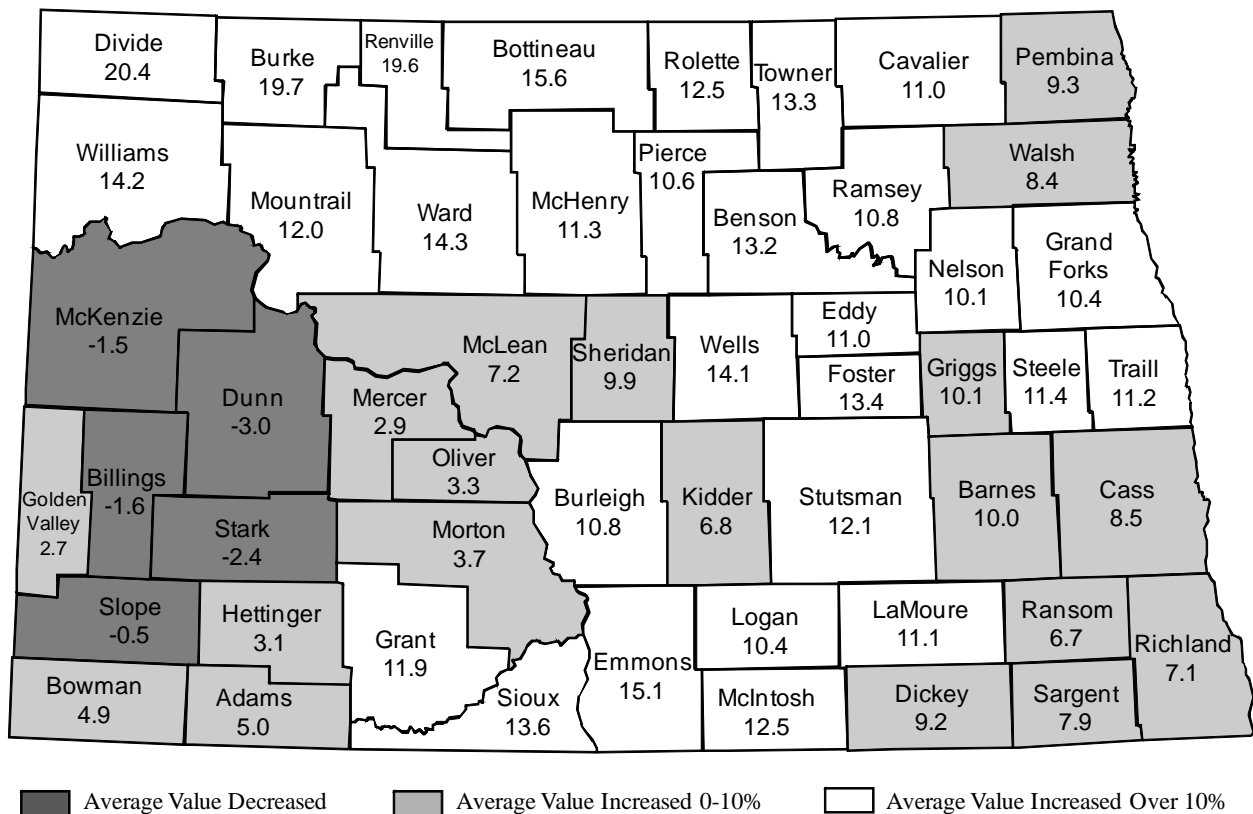 Divide
20.4
Burke
19.7
Renville
19.6
Bottineau
15.6
Rolette
12.5
Towner
13.3
Cavalier
11.0
Pembina
9.3
Williams
14.2
Mountrail
12.0
Ward
14.3
McHenry
11.3
Pierce
10.6
Benson
13.2
Ramsey
10.8
Walsh
8.4
Nelson
10.1
Grand
Forks
10.4
McKenzie
-1.5
Dunn
-3.0
McLean
7.2
Mercer
2.9
Oliver
3.3
Sheridan
9.9
Wells
14.1
Eddy
11.0
Foster
13.4
Griggs
10.1
Steele
11.4
Traill
11.2
Golden
Valley
2.7
Billings
-1.6
Stark
-2.4
Morton
3.7
Burleigh
10.8
Kidder
6.8
Stutsman
12.1
Barnes
10.0
Cass
8.5
Slope
-0.5
Hettinger
3.1
Grant
11.9
Bowman
4.9
Adams
5.0
Sioux
13.6
Emmons
15.1
Logan
10.4
LaMoure
11.1
Ransom
6.7
Richland
7.1
McIntosh
12.5
Dickey
9.2
Sargent
7.9
Average Value Decreased
Average Value Increased 0-10%
Average Value Increased Over 10%